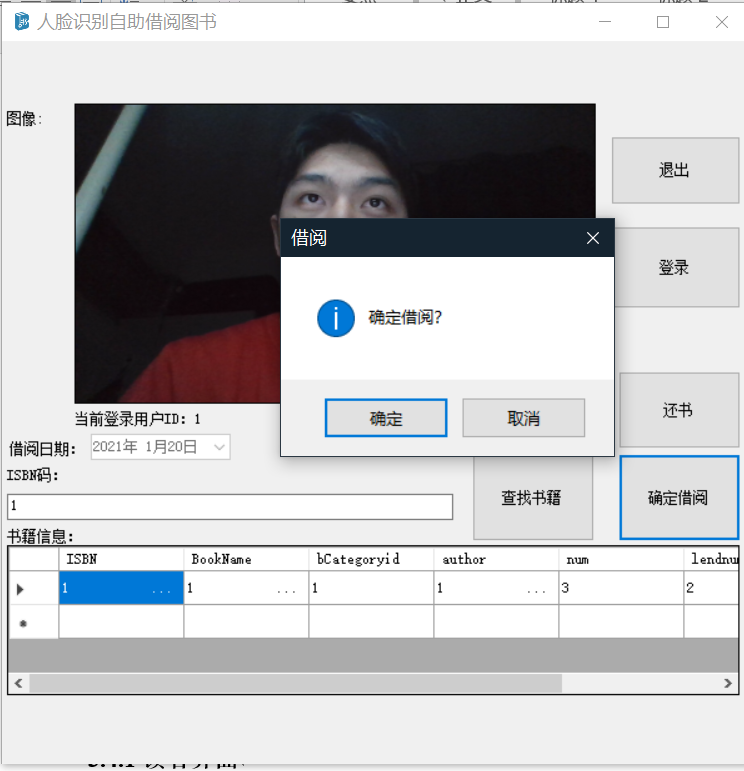 人脸识别自助借阅图书
图像:
退出
登录
借阅
确定借阅?
确定
取消
还书
当前登录用户ID: 1
借阅日期:
2021年 1月20日
ISBN码:
1
查找书籍
确定借阅
书籍信息:
ISBN BookName bCategoryid author num lendnum
1 ... 1 ... 1 1 ... 3 2